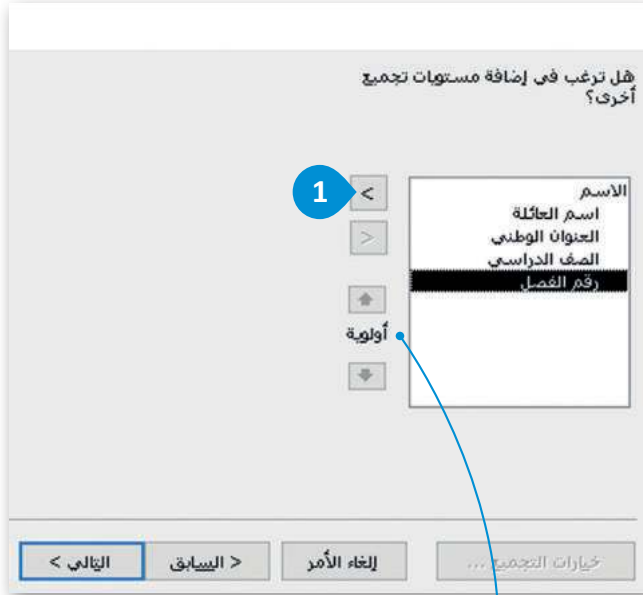 هل ترغب في إضافة مستويات تجميع
أخرى؟
الاسم
اسم العائلة
العنوان الوطني
الصف الدراسي
رقم الفصل
1
<
>
أولوية
خيارات التجميع ...
إلغاء الأمر
< السابق
التالي >